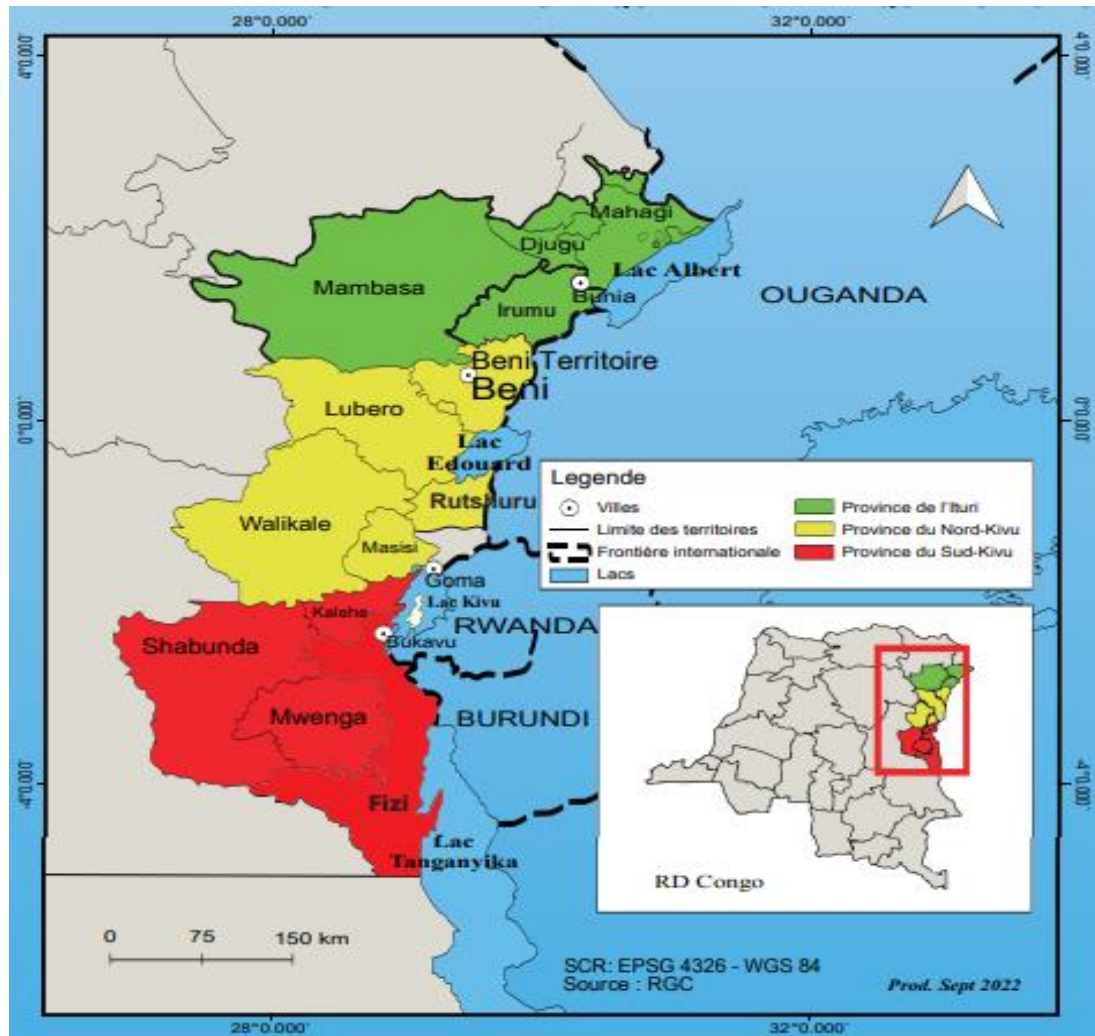 28°0.000'
32°0.000'
4°0.000'
4°0.000'
Mahagi
Djugu
Lac Albert
Mambasa
Bunia
OUGANDA
Irumu
Beni Territoire
Beni
Lubero
0°0.000'
0°0.000'
Lac
Edouard
Rutshuru
Walikale
Masisi
Goma
Lac Kivu
Kalehe
RWANDA
Bukavu
Shabunda
Mwenga
BURUNDI
Fizi
-4°0.000'
4°0.000'
Lac
Tanganyika
Legende
Villes
Limite des territoires
Frontière internationale
Lacs
Province de l'Ituri
Province du Nord-Kivu
Province du Sud-Kivu
RD Congo
0 75 150 km
SCR: EPSG 4326 - WGS 84
Source : RGC
Prod. Sept 2022
28°0.000'
32°0.000'